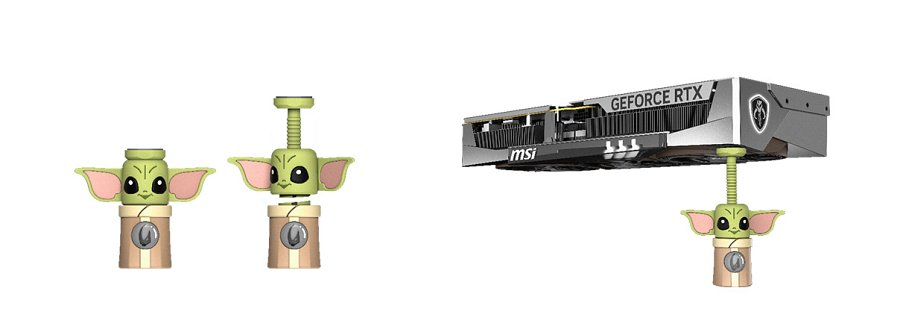 GEFORCE RTX
msi